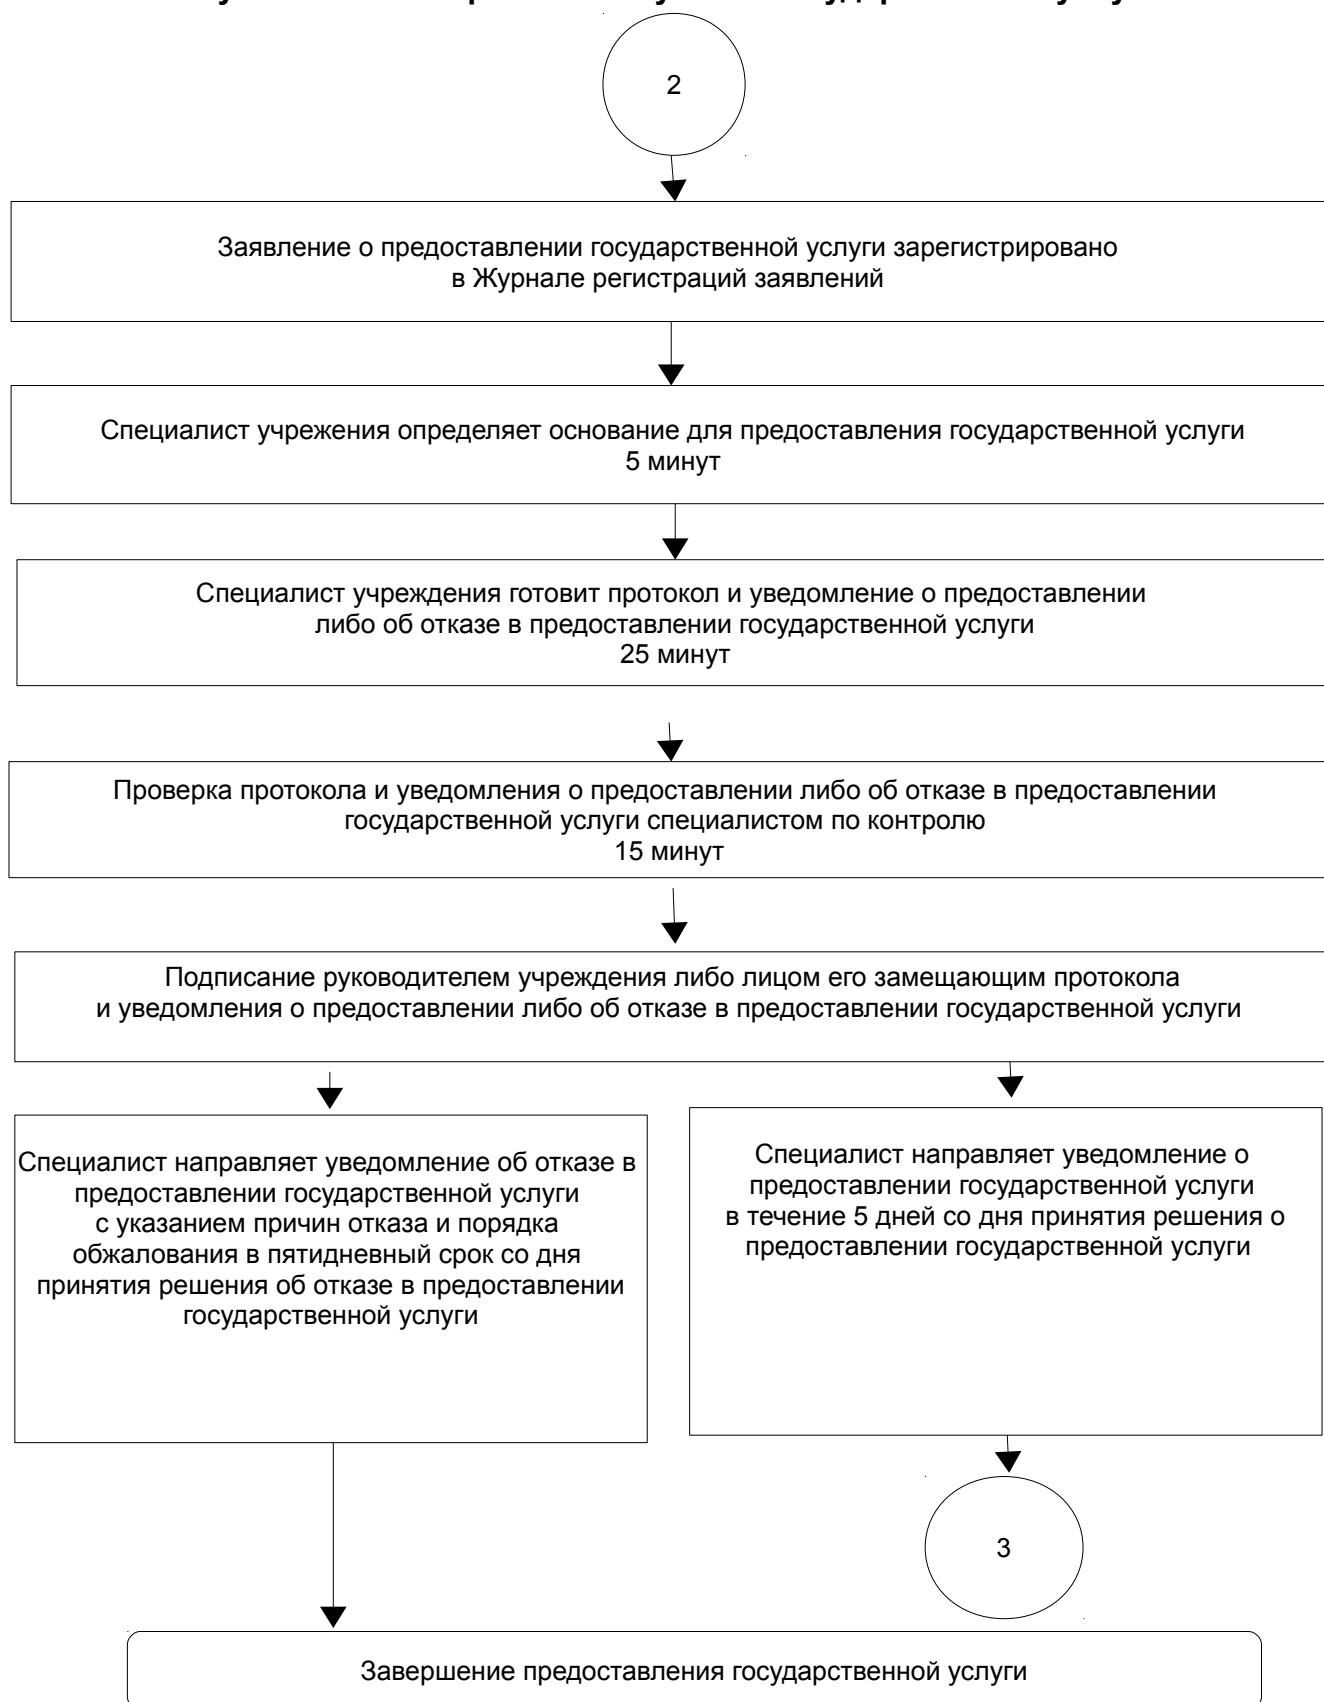 2
Заявление о предоставлении государственной услуги зарегистрировано
в Журнале регистраций заявлений
Специалист учрежения определяет основание для предоставления государственной услуги
5 минут
Специалист учреждения готовит протокол и уведомление о предоставлении
либо об отказе в предоставлении государственной услуги
25 минут
Проверка протокола и уведомления о предоставлении либо об отказе в предоставлении
государственной услуги специалистом по контролю
15 минут
Подписание руководителем учреждения либо лицом его замещающим протокола
и уведомления о предоставлении либо об отказе в предоставлении государственной услуги
Специалист направляет уведомление об отказе в
предоставлении государственной услуги
с указанием причин отказа и порядка
обжалования в пятидневный срок со дня
принятия решения об отказе в предоставлении
государственной услуги
Специалист направляет уведомление о
предоставлении государственной услуги
в течение 5 дней со дня принятия решения о
предоставлении государственной услуги
3
Завершение предоставления государственной услуги